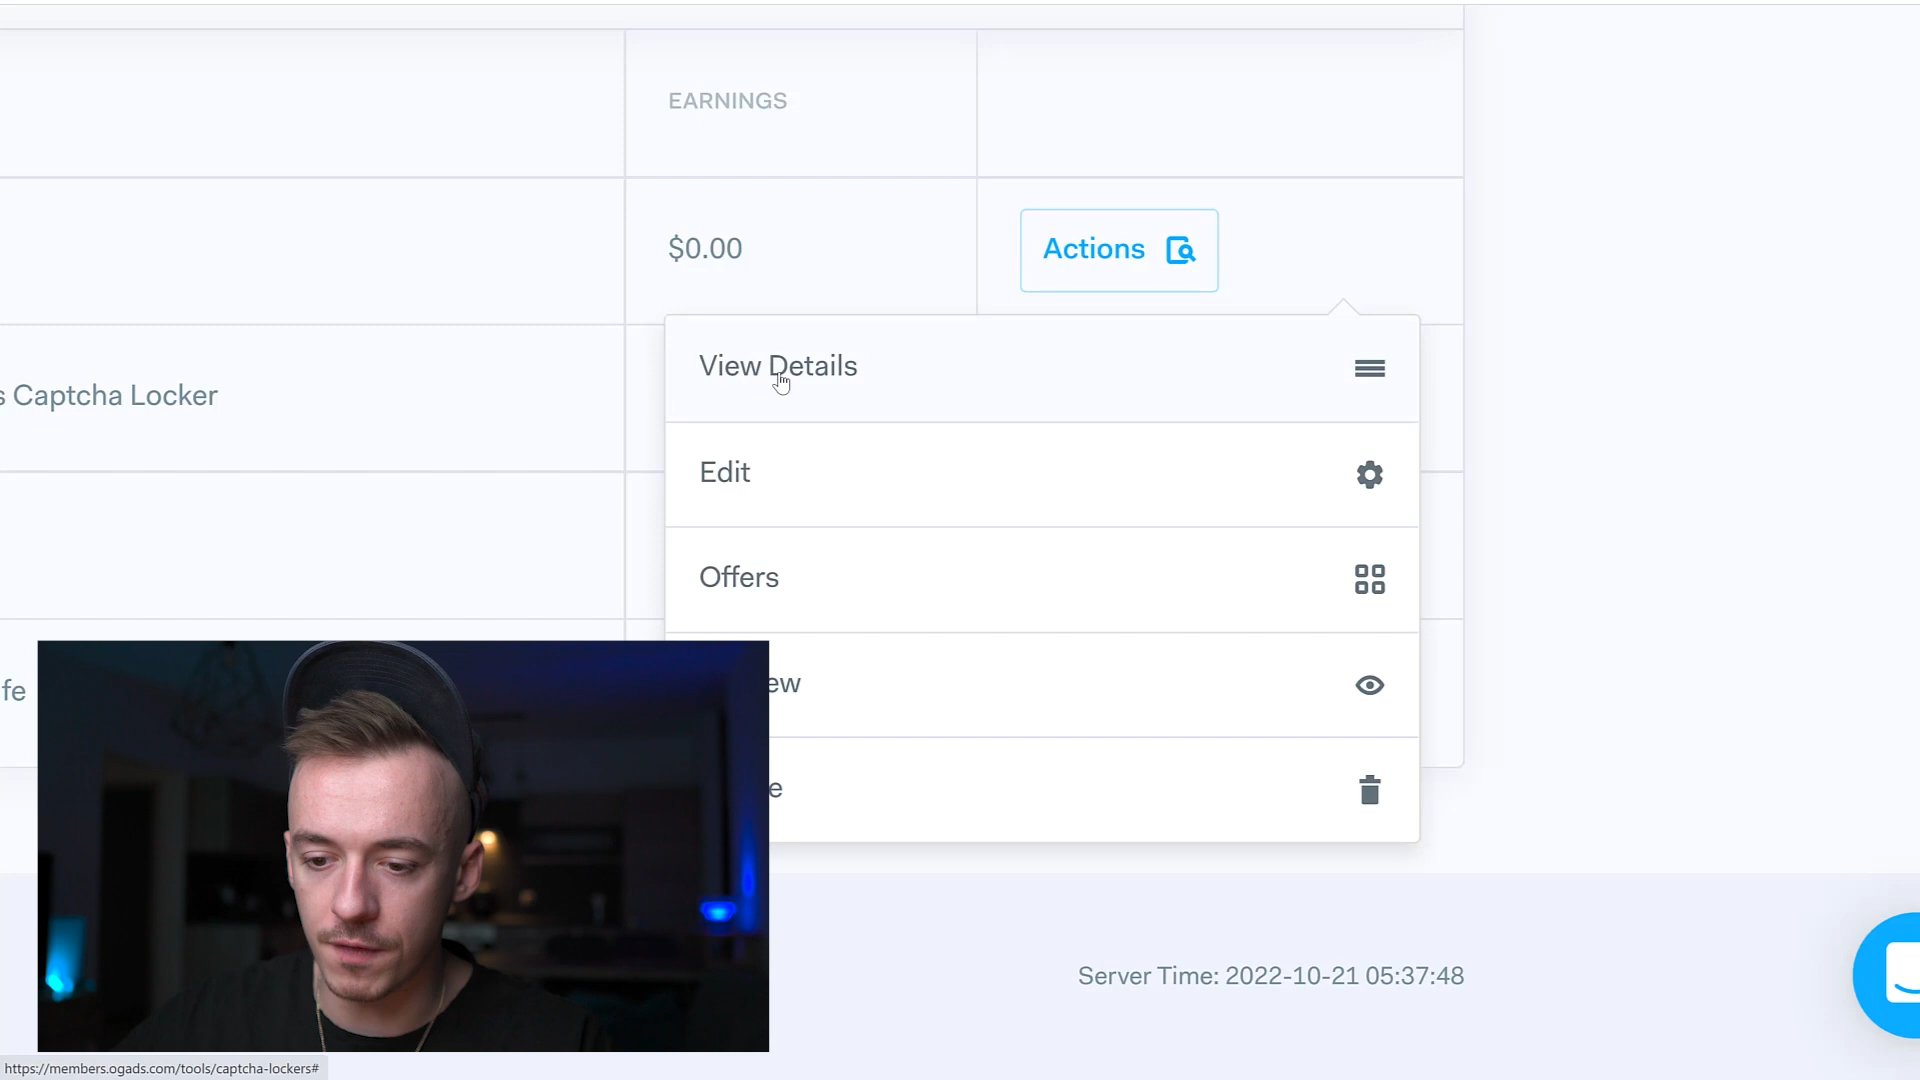 EARNINGS
$0.00
Actions
View Details
s Captcha Locker
Edit
Offers
ew
fe
e
Server Time: 2022-10-21 05:37:48
https://members.ogads.com/tools/captcha-lockers#